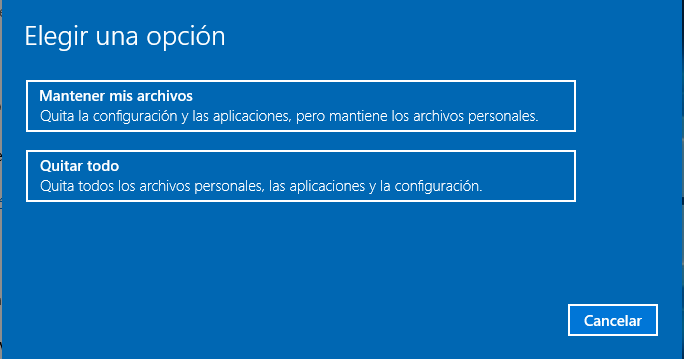 Elegir una opción
Mantener mis archivos
Quita la configuración y las aplicaciones, pero mantiene los archivos personales.
Quitar todo
Quita todos los archivos personales, las aplicaciones y la configuración.
Cancelar